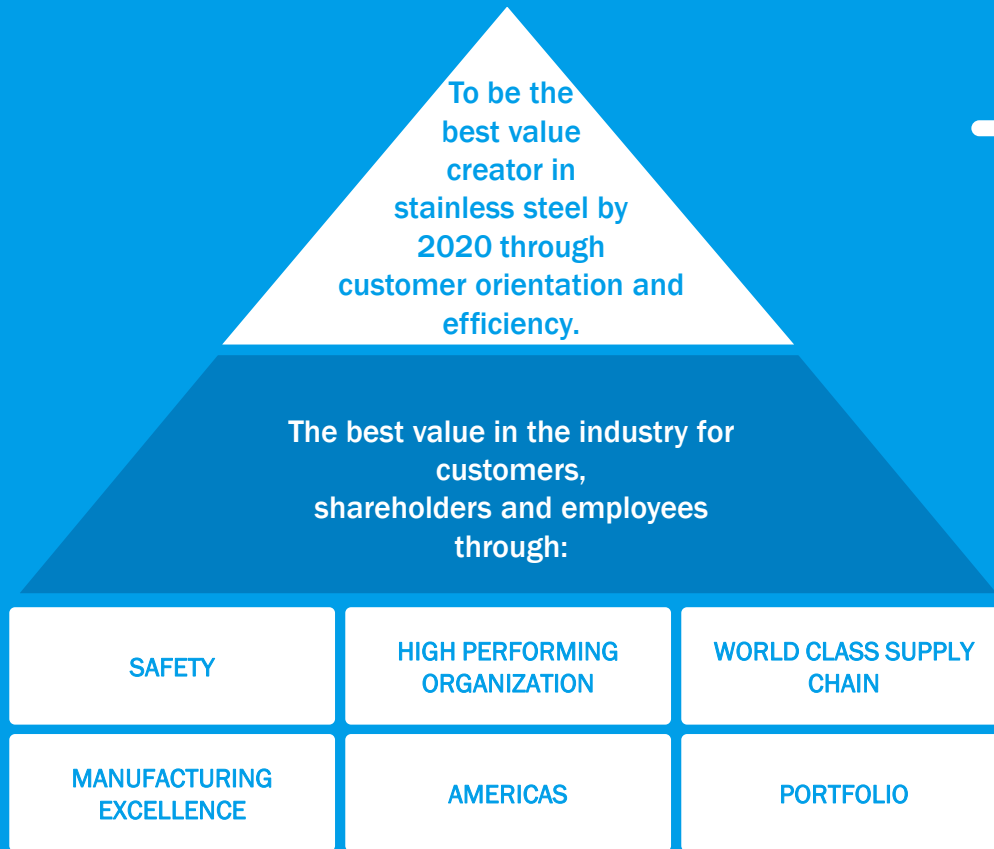 To be the
best value
creator in
stainless steel by
2020 through
customer orientation and
efficiency.
The best value in the industry for
customers,
shareholders and employees
through:
SAFETY
HIGH PERFORMING
ORGANIZATION
WORLD CLASS SUPPLY
CHAIN
MANUFACTURING
EXCELLENCE
AMERICAS
PORTFOLIO